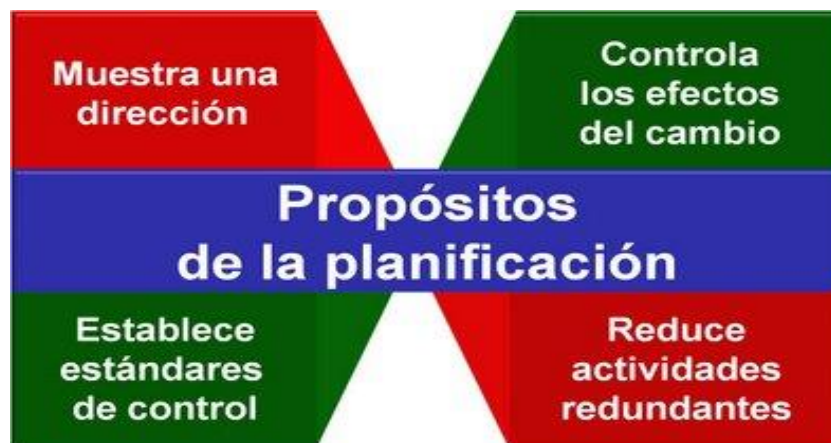 Muestra una
dirección
Controla
los efectos
del cambio
Propósitos
de la planificación
Establece
estándares
de control
Reduce
actividades
redundantes